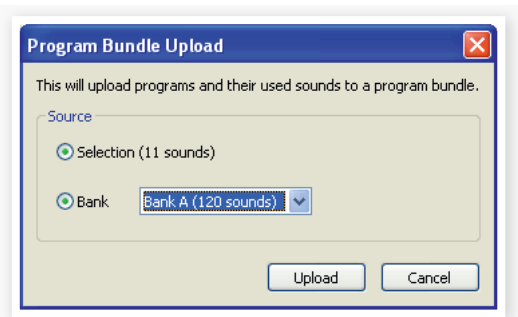 Program Bundle Upload
This will upload programs and their used sounds to a program bundle.
Source
Selection (11 sounds)
Bank
Bank A (120 sounds)
Upload
Cancel